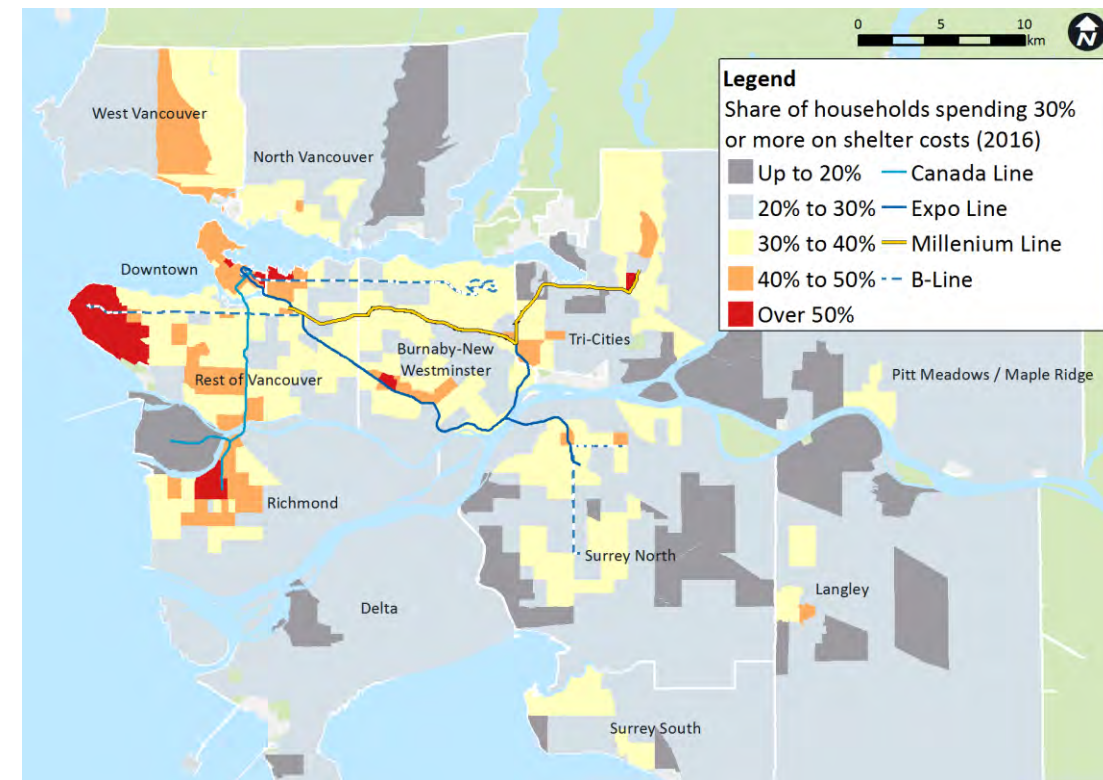 0 5 10
km
N
Legend
Share of households spending 30%
or more on shelter costs (2016)
Up to 20% Canada Line
20% to 30% Expo Line
30% to 40% Millenium Line
40% to 50% B-Line
Over 50%
West Vancouver
North Vancouver
Downtown
Tri-Cities
Burnaby-New
Westminster
Rest of Vancouver
Pitt Meadows / Maple Ridge
Richmond
Surrey North
Langley
Delta
Surrey South